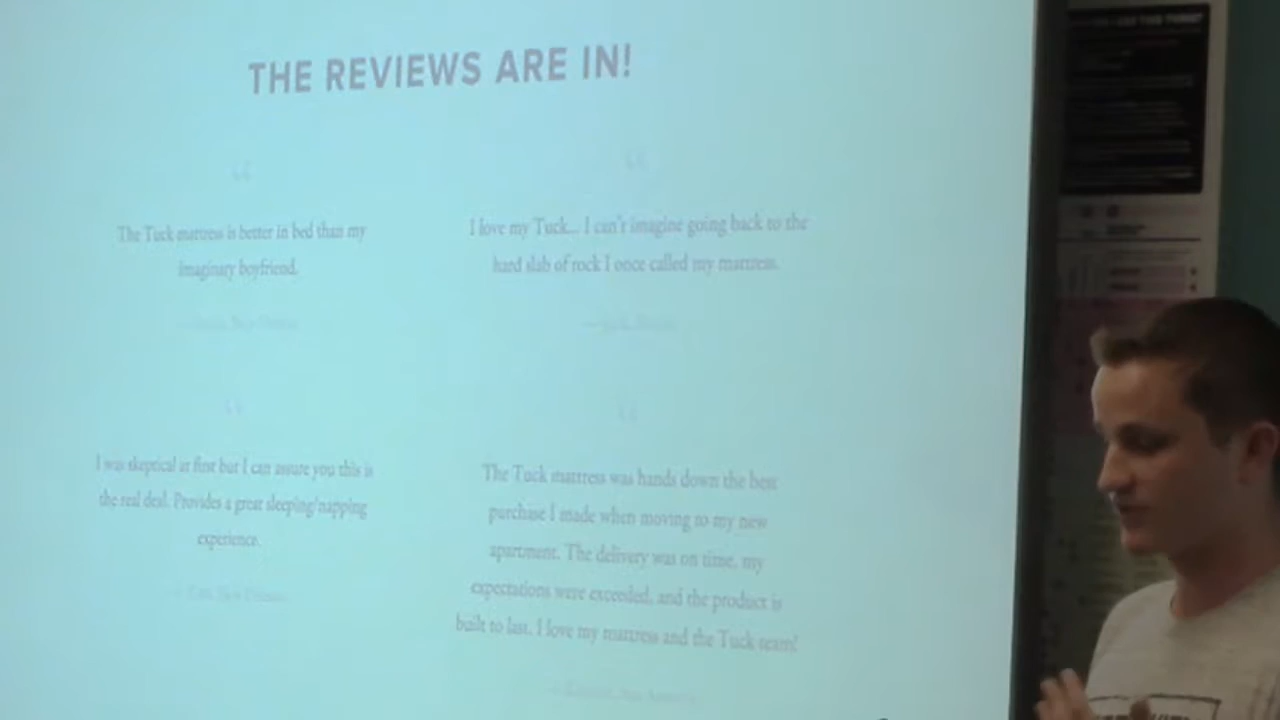 THE REVIEWS ARE IN!
The Tuck mattress is better in bed than my
imaginary boyfriend.
I love my Tuck... I can't imagine going back to the
hard slab of rock I once called my mattress.
I was skeptical at first but I can assure you this is
the real deal. Provides a great sleeping/napping
experience.
The Tuck mattress was hands down the best
purchase I made when moving to my new
apartment. The delivery was on time, my
expectations were exceeded, and the product is
built to last. I love my mattress and the Tuck team!